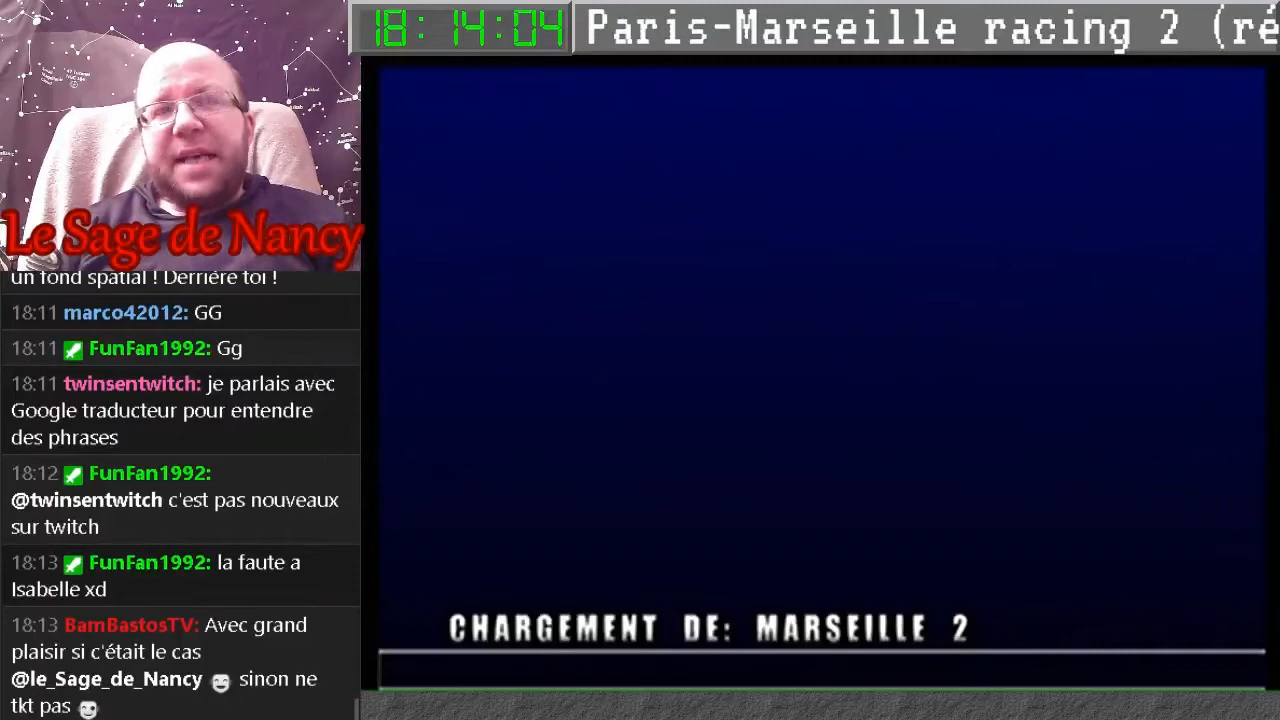 18:14:04
Paris-Marseille racing 2 (ré
Le Sage de Nancy
un fond spatial ! Derrière toi !
18:11 marco42012: GG
18:11 FunFan1992: Gg
18:11 twinsentwitch: je parlais avec
Google traducteur pour entendre
des phrases
18:12 FunFan1992:
@twinsentwitch c'est pas nouveaux
sur twitch
18:13 FunFan1992: la faute a
Isabelle xd
18:13 BamBastosTV: Avec grand
plaisir si c'était le cas
@le_Sage_de_Nancy sinon ne
tkt pas
CHARGEMENT DE: MARSEILLE 2